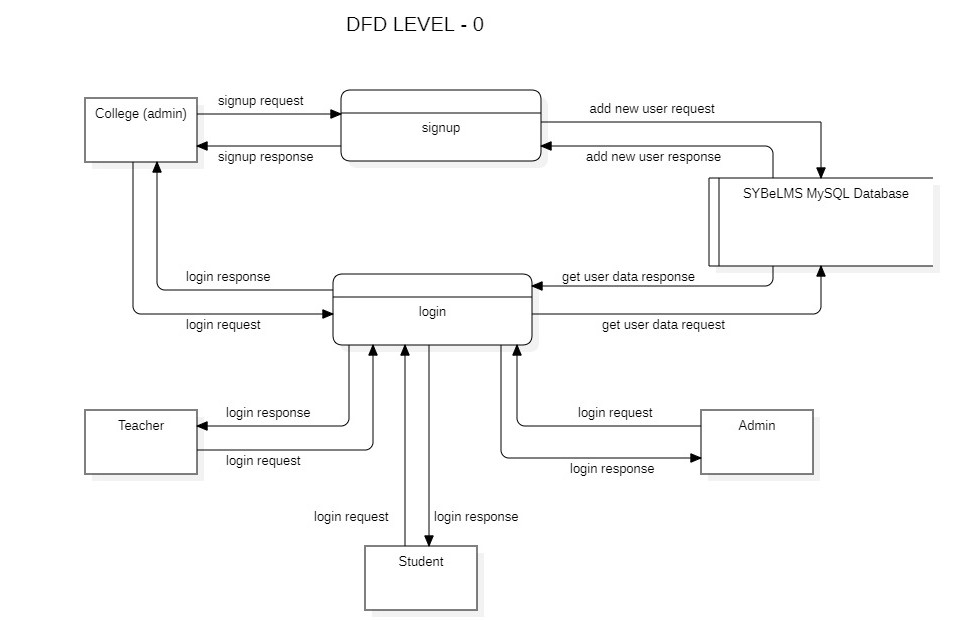 DFD LEVEL - 0
signup request
College (admin)
add new user request
signup
signup response
add new user response
SYBeLMS MySQL Database
login response
get user data response
login
login request
get user data request
login response
login request
Teacher
Admin
login request
login response
login request
login response
Student